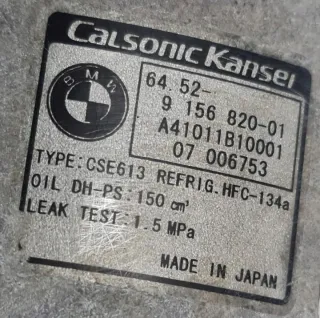 Calsonic Kansei
BMW
64.52-
9 156 820-01
A41011B10001
07 006753
TYPE: CSE613 REFRIG. HFC-134a
OIL DH-PS: 150 cm³
LEAK TEST: 1.5 MPa
MADE IN JAPAN